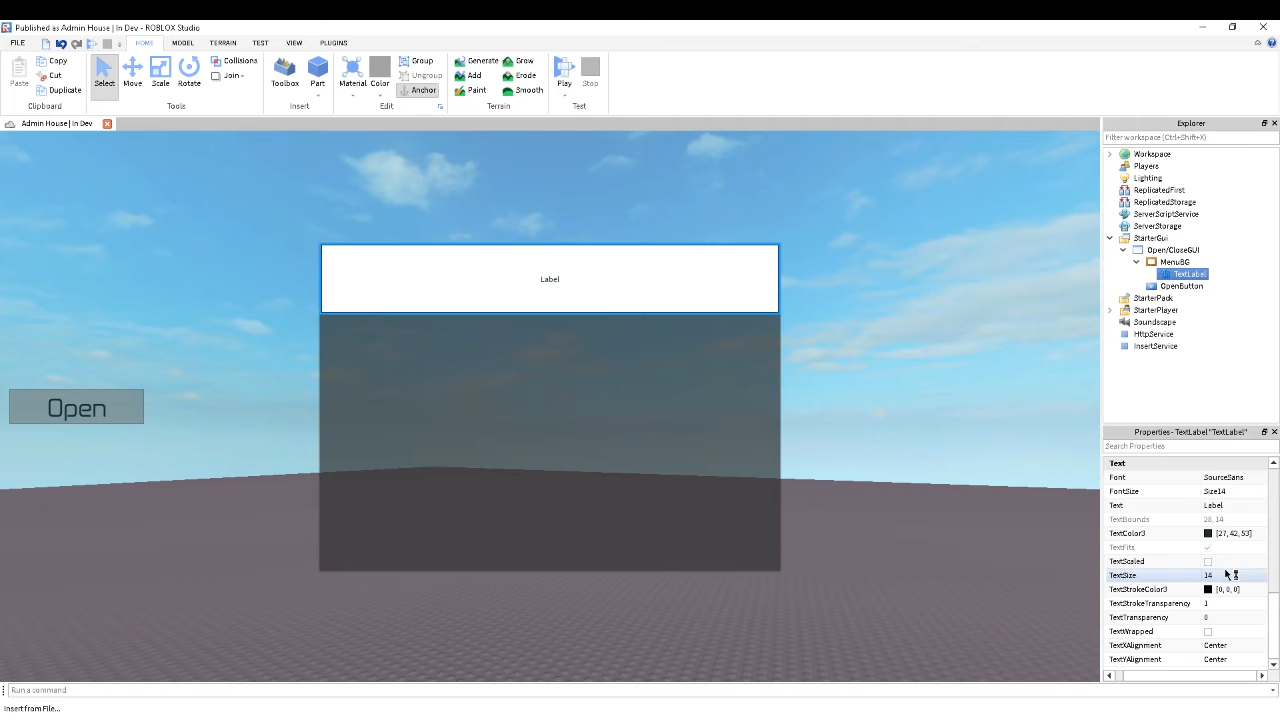 Published as Admin House | In Dev - ROBLOX Studio
FILE HOME MODEL TERRAIN TEST VIEW PLUGINS
Paste Copy Cut Duplicate Clipboard
Select Move Scale Rotate Collisions Join Tools
Toolbox Part Insert
Material Color Group Ungroup Anchor Edit
Generate Grow Add Erode Paint Smooth Terrain
Play Stop Test
Admin House | In Dev
Label
Open
Explorer
Filter workspace (Ctrl+Shift+X)
Workspace
Players
Lighting
ReplicatedFirst
ReplicatedStorage
ServerScriptService
ServerStorage
StarterGui
Open/CloseGUI
MenuBG
TextLabel
OpenButton
StarterPack
StarterPlayer
Soundscape
HttpService
InsertService
Properties - TextLabel "TextLabel"
Search Properties
Text
Font SourceSans
FontSize Size14
Text Label
TextBounds 28, 14
TextColor3 [27, 42, 53]
TextFits
TextScaled
TextSize 14
TextStrokeColor3 [0, 0, 0]
TextStrokeTransparency 1
TextTransparency 0
TextWrapped
TextXAlignment Center
TextYAlignment Center
Run a command
Insert from File...